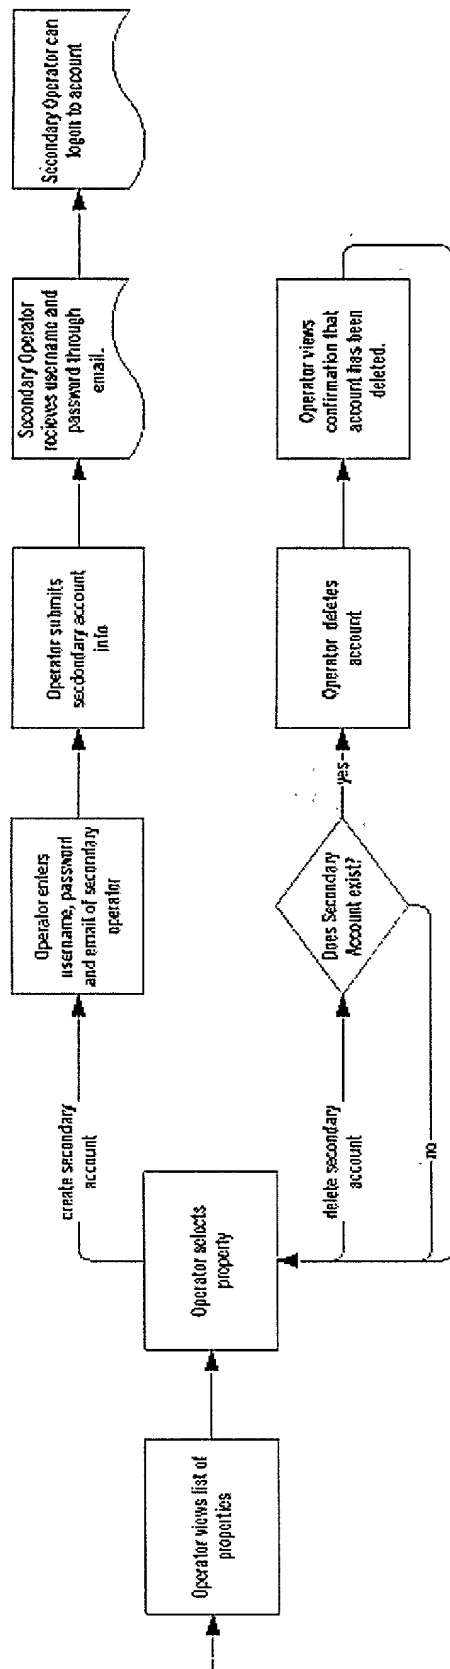 Operator views list of
properties
Operator selects
property
create secondary
account
Operator enters
username, password
and email of secondary
operator
Operator submits
secdondary account
info
Secondary Operator
recieves username and
password through
email.
Secondary Operator can
logon to account
delete secondary
account
Does Secondary
Account exist?
yes
no
Operator deletes
account
Operator views
confirmation that
account has been
deleted.